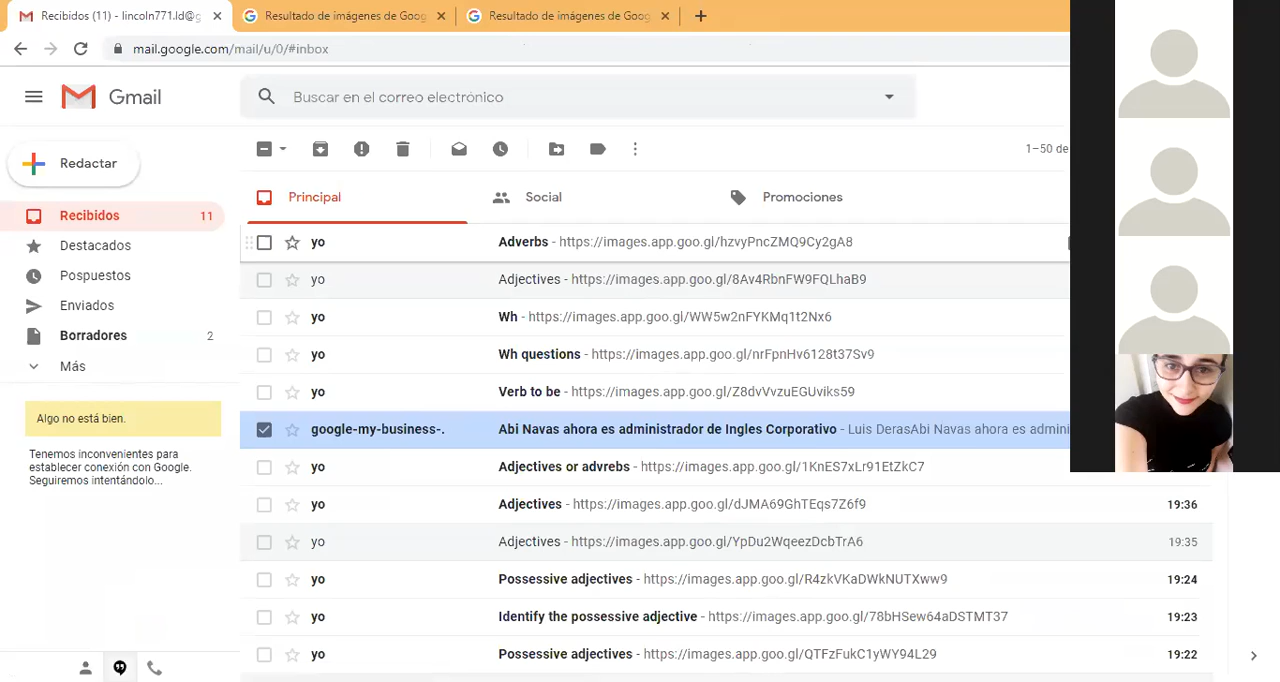 Recibidos (11) - lincoln771.ld@g
Resultado de imágenes de Goog
Resultado de imágenes de Goog
mail.google.com/mail/u/0/#inbox
Gmail
Buscar en el correo electrónico
Redactar
1–50 de
Principal
Social
Promociones
Recibidos 11
Destacados
Pospuestos
Enviados
Borradores 2
Más
Algo no está bien.
Tenemos inconvenientes para
establecer conexión con Google.
Seguiremos intentándolo...
yo Adverbs - https://images.app.goo.gl/hzvyPncZMQ9Cy2gA8
yo Adjectives - https://images.app.goo.gl/8Av4RbnFW9FQLhaB9
yo Wh - https://images.app.goo.gl/WW5w2nFYKMq1t2Nx6
yo Wh questions - https://images.app.goo.gl/nrFpnHv6128t37Sv9
yo Verb to be - https://images.app.goo.gl/Z8dvVvzuEGUviks59
google-my-business-. Abi Navas ahora es administrador de Ingles Corporativo - Luis DerasAbi Navas ahora es admini
yo Adjectives or advrebs - https://images.app.goo.gl/1KnES7xLr91EtZkC7
yo Adjectives - https://images.app.goo.gl/dJMA69GhTEqs7Z6f9 19:36
yo Adjectives - https://images.app.goo.gl/YpDu2WqeezDcbTrA6 19:35
yo Possessive adjectives - https://images.app.goo.gl/R4zkVKaDWkNUTXww9 19:24
yo Identify the possessive adjective - https://images.app.goo.gl/78bHSew64aDSTMT37 19:23
yo Possessive adjectives - https://images.app.goo.gl/QTFzFukC1yWY94L29 19:22